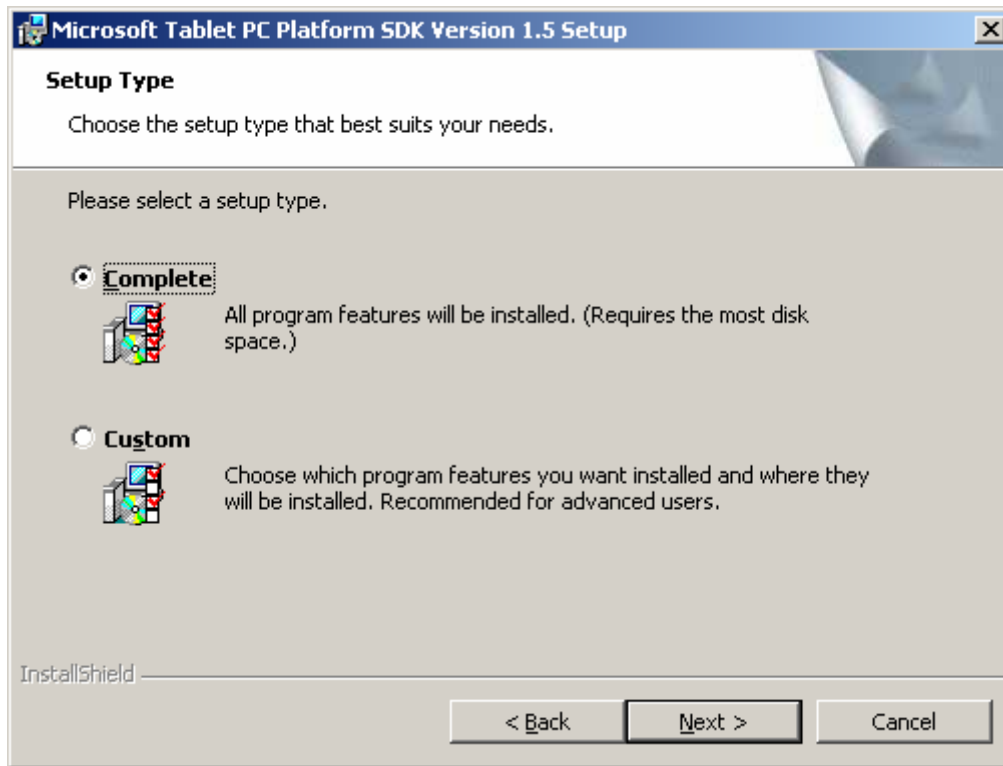 Microsoft Tablet PC Platform SDK Version 1.5 Setup
Setup Type
Choose the setup type that best suits your needs.
Please select a setup type.
Complete
All program features will be installed. (Requires the most disk
space.)
Custom
Choose which program features you want installed and where they
will be installed. Recommended for advanced users.
InstallShield
< Back
Next >
Cancel